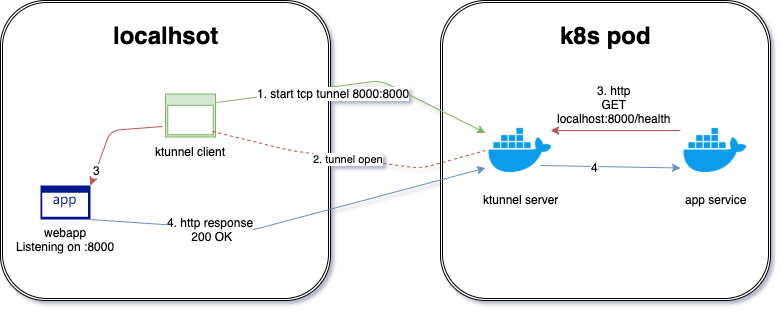 localhsot
k8s pod
1. start tcp tunnel 8000:8000
3. http
GET
localhost:8000/health
ktunnel client
2. tunnel open
3
4
app
ktunnel server
app service
4. http response
200 OK
webapp
Listening on :8000